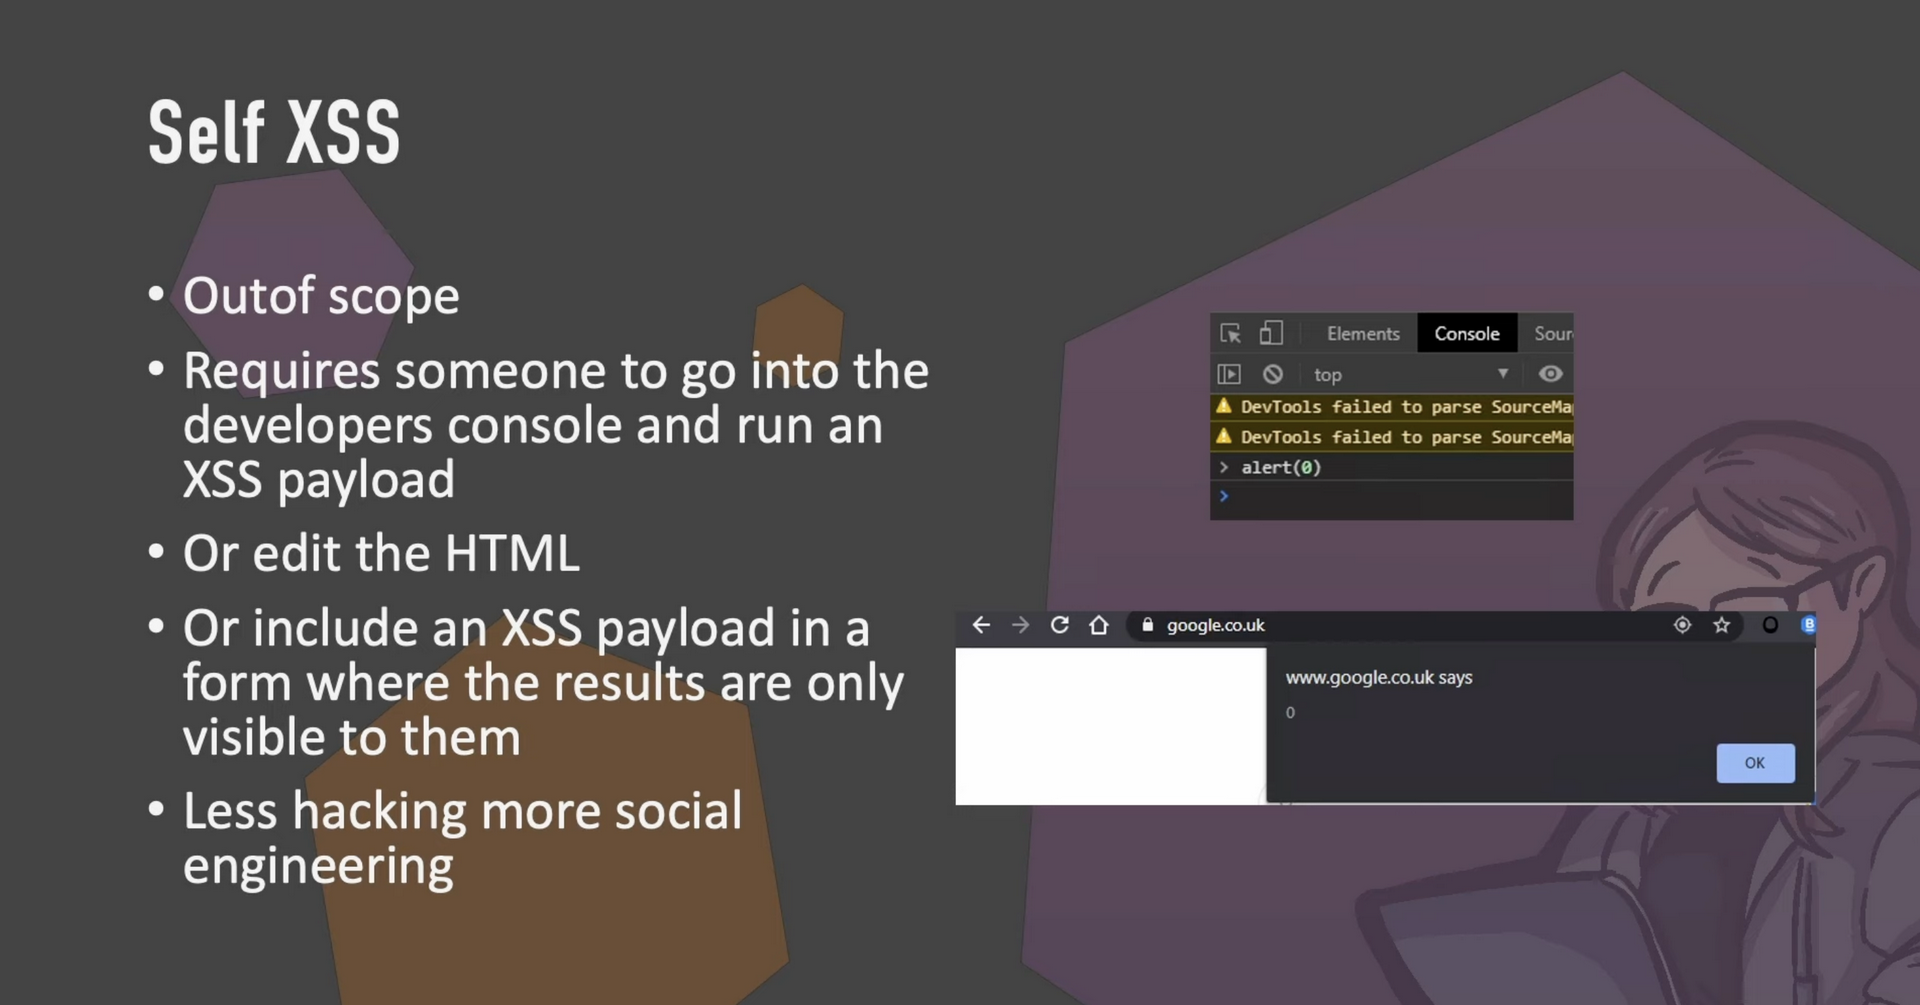 Self XSS
• Outof scope
• Requires someone to go into the
developers console and run an
XSS payload
• Or edit the HTML
• Or include an XSS payload in a
form where the results are only
visible to them
• Less hacking more social
engineering
Elements Console Sour
top
DevTools failed to parse SourceMa
DevTools failed to parse SourceMa
> alert(0)
>
google.co.uk
www.google.co.uk says
0
OK